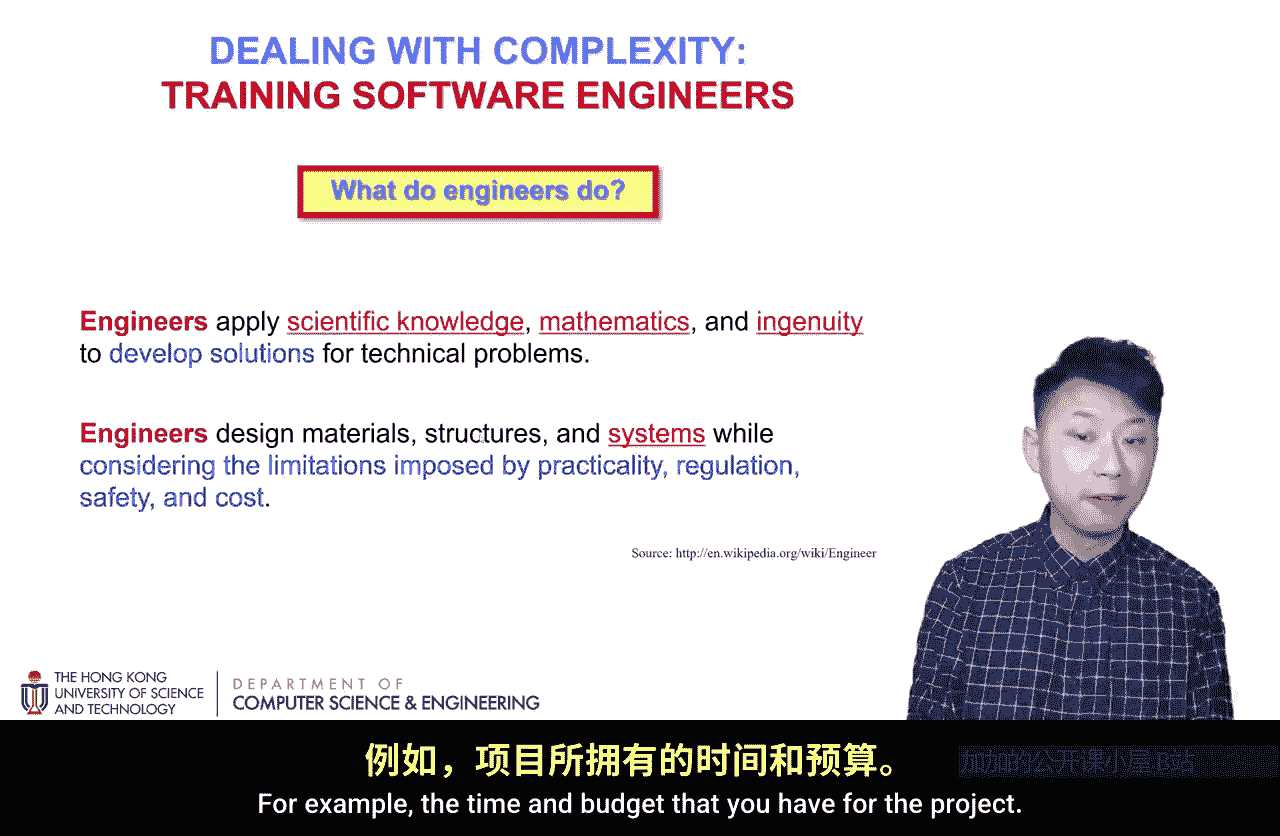 DEALING WITH COMPLEXITY:
TRAINING SOFTWARE ENGINEERS
What do engineers do?
Engineers apply scientific knowledge, mathematics, and ingenuity
to develop solutions for technical problems.
Engineers design materials, structures, and systems while
considering the limitations imposed by practicality, regulation,
safety, and cost.
Source: http://en.wikipedia.org/wiki/Engineer
THE HONG KONG
UNIVERSITY OF SCIENCE
AND TECHNOLOGY
DEPARTMENT OF
COMPUTER SCIENCE & ENGINEERING
例如，项目所拥有的时间和预算。
加加的公开课小屋 B站
For example, the time and budget that you have for the project.